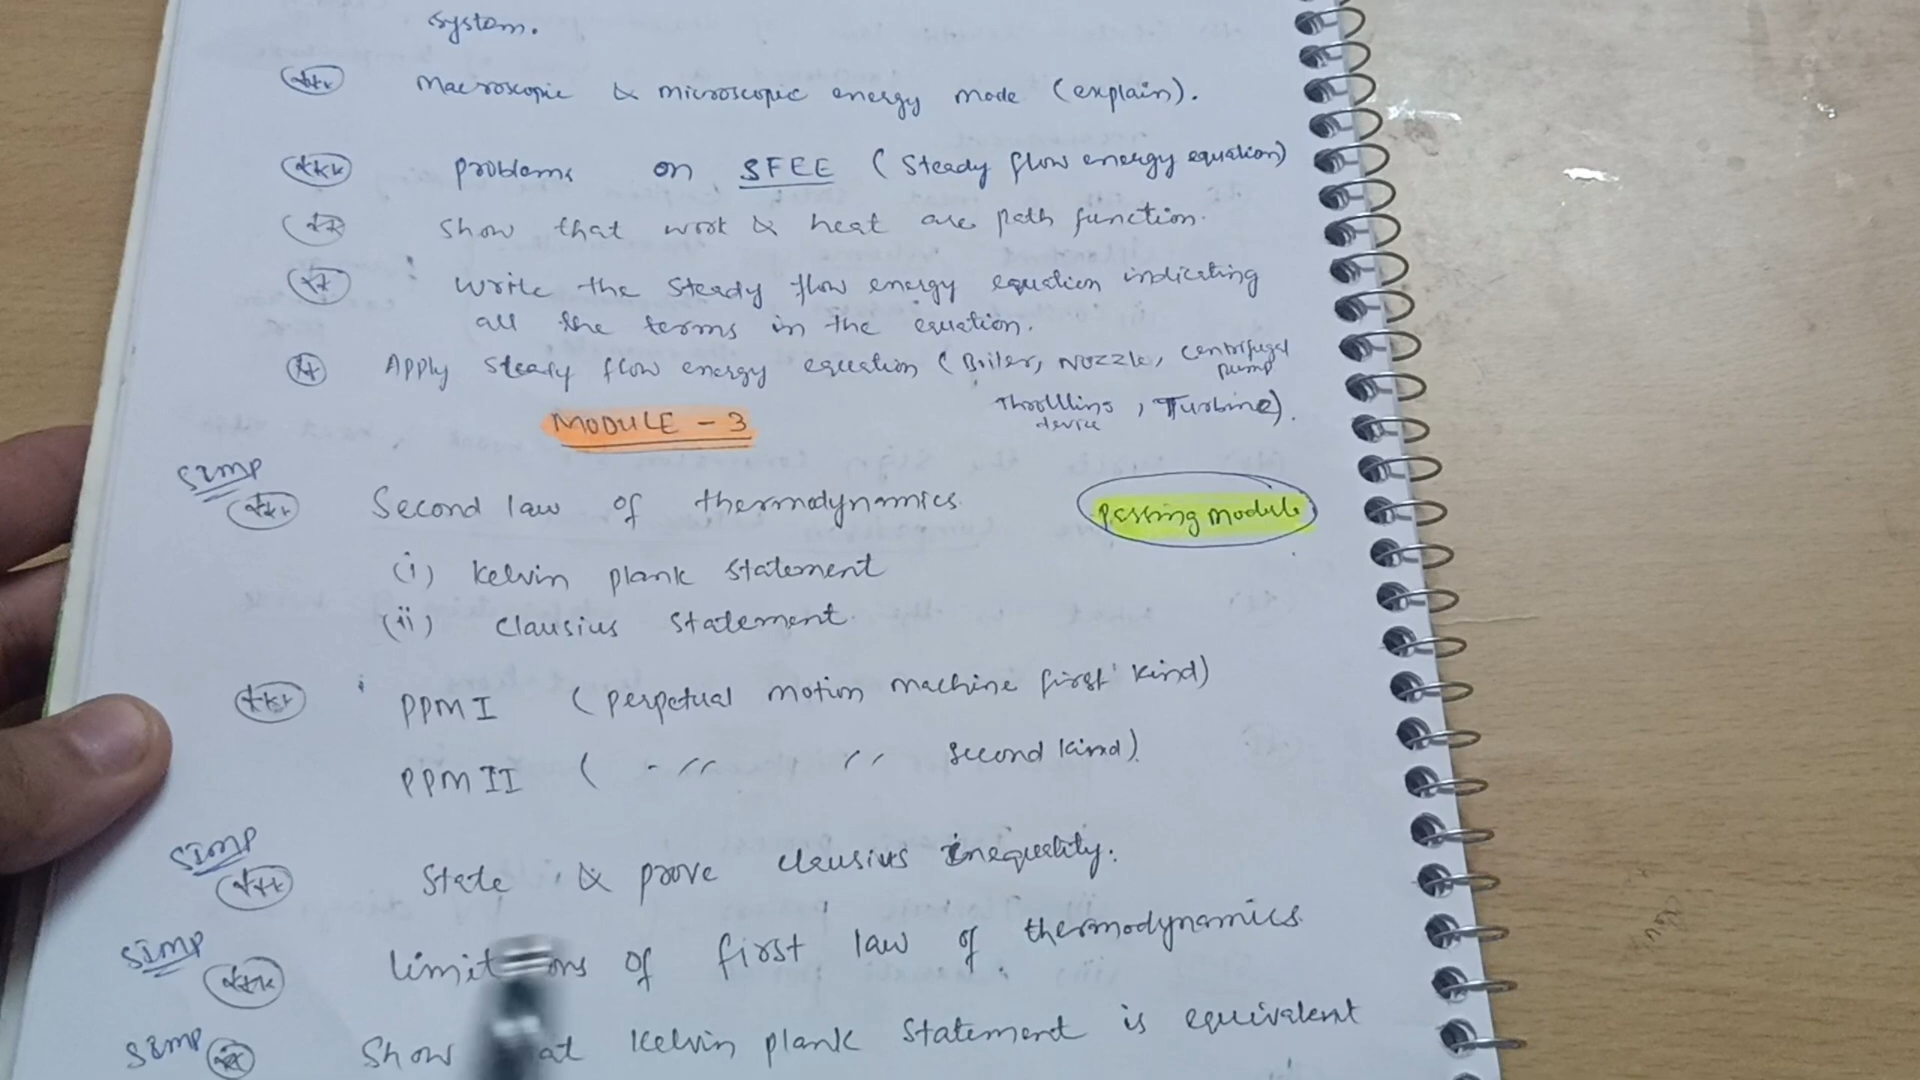 system.
*** Macroscopic & microscopic energy mode (explain).
*** problems on SFEE (Steady flow energy equation)
** Show that work & heat are path function.
** Write the steady flow energy equation indicating
all the terms in the equation.
** Apply steady flow energy equation (Boiler, Nozzle, centrifugal pump
Throttling device, Turbine).
MODULE - 3
SIMP
*** Second law of thermodynamics. passing module
(i) Kelvin plank statement
(ii) Clausius statement.
*** PPM I (perpetual motion machine first kind)
PPM II ( - '' '' second kind).
SIMP
*** State & prove clausius inequality.
SIMP
*** of first law of thermodynamics
SIMP ** Show Kelvin plank statement is equivalent